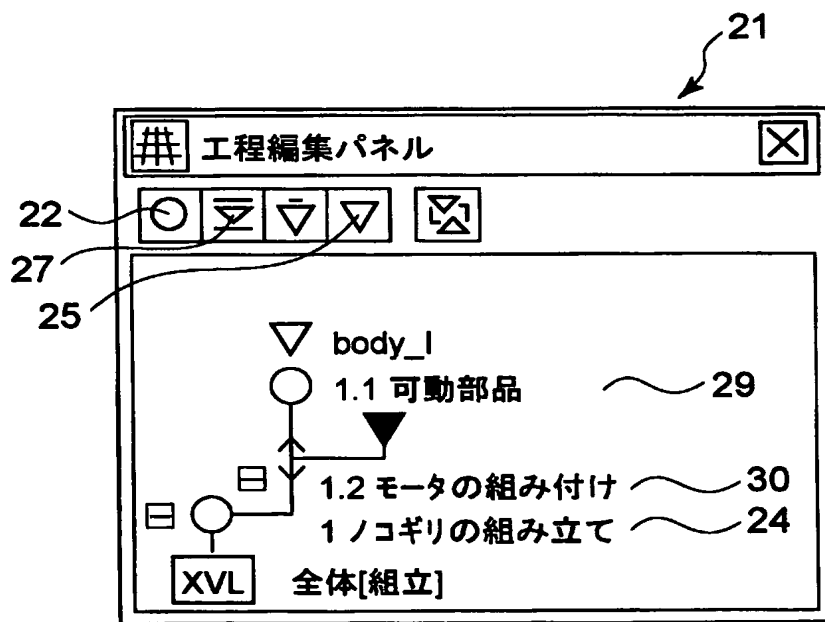 21
工程編集パネル
22
27
25
body_l
1.1 可動部品
29
1.2 モータの組み付け
30
1 ノコギリの組み立て
24
XVL
全体[組立]